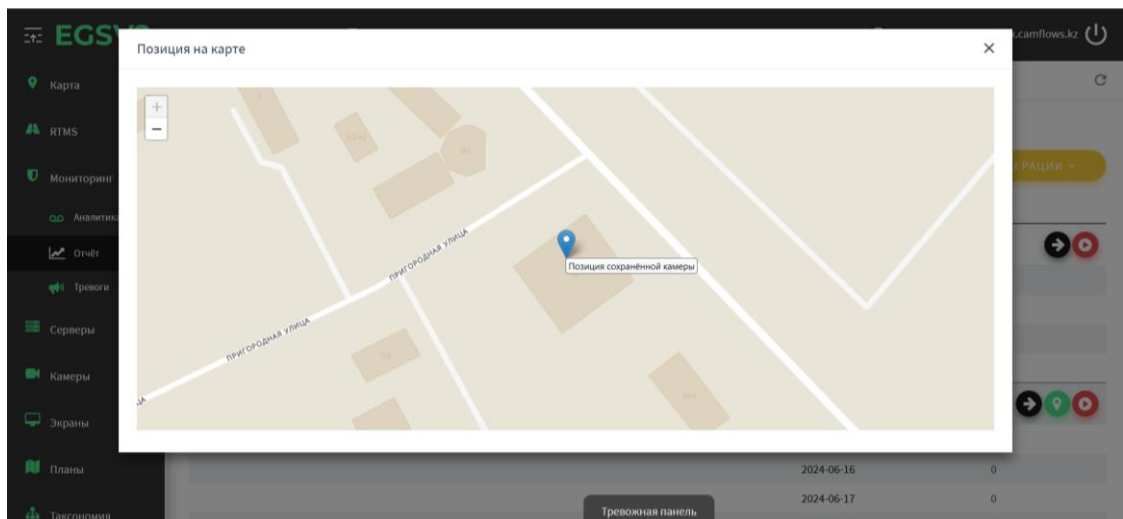 EGSV
Позиция на карте
×
.camflows.kz
Карта
RTMS
Мониторинг
Аналитика
Отчёт
Тревоги
Серверы
Камеры
Экраны
Планы
Таксономия
+
−
ПРИГОРОДНАЯ УЛИЦА
ПРИГОРОДНАЯ УЛИЦА
Позиция сохранённой камеры
2024-06-16 0
2024-06-17 0
Тревожная панель